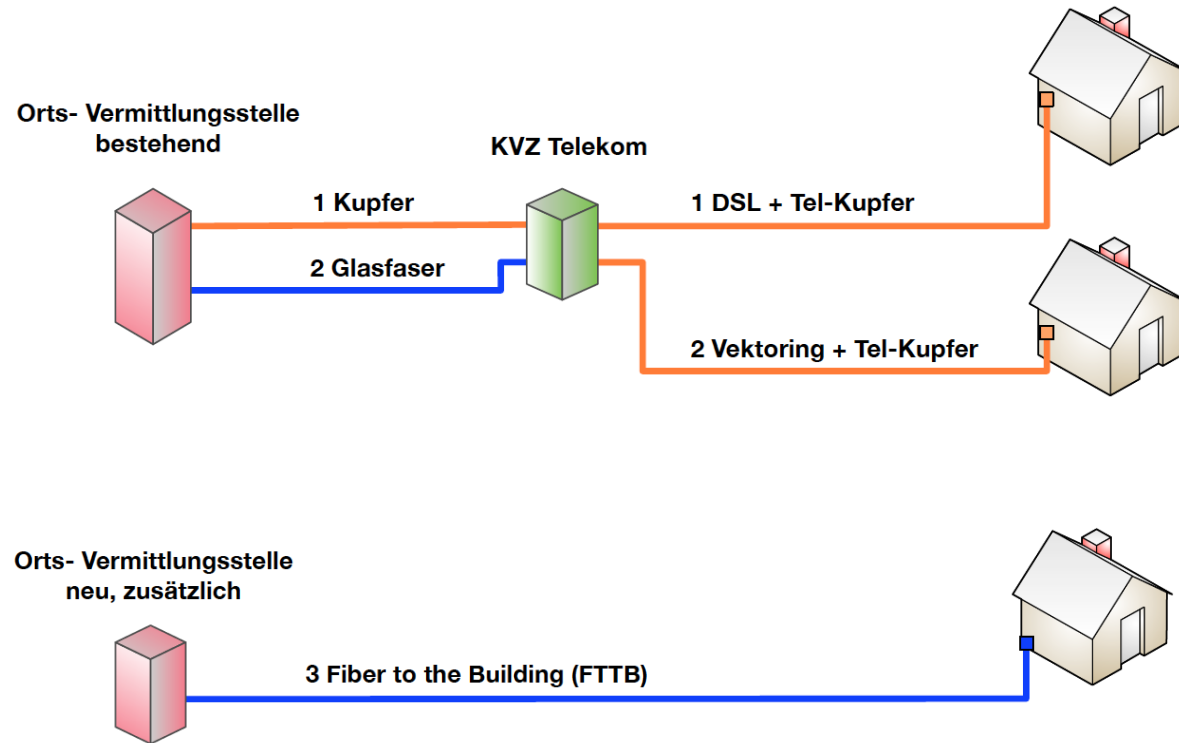 Orts- Vermittlungsstelle
bestehend
KVZ Telekom
1 Kupfer
1 DSL + Tel-Kupfer
2 Glasfaser
2 Vektoring + Tel-Kupfer
Orts- Vermittlungsstelle
neu, zusätzlich
3 Fiber to the Building (FTTB)